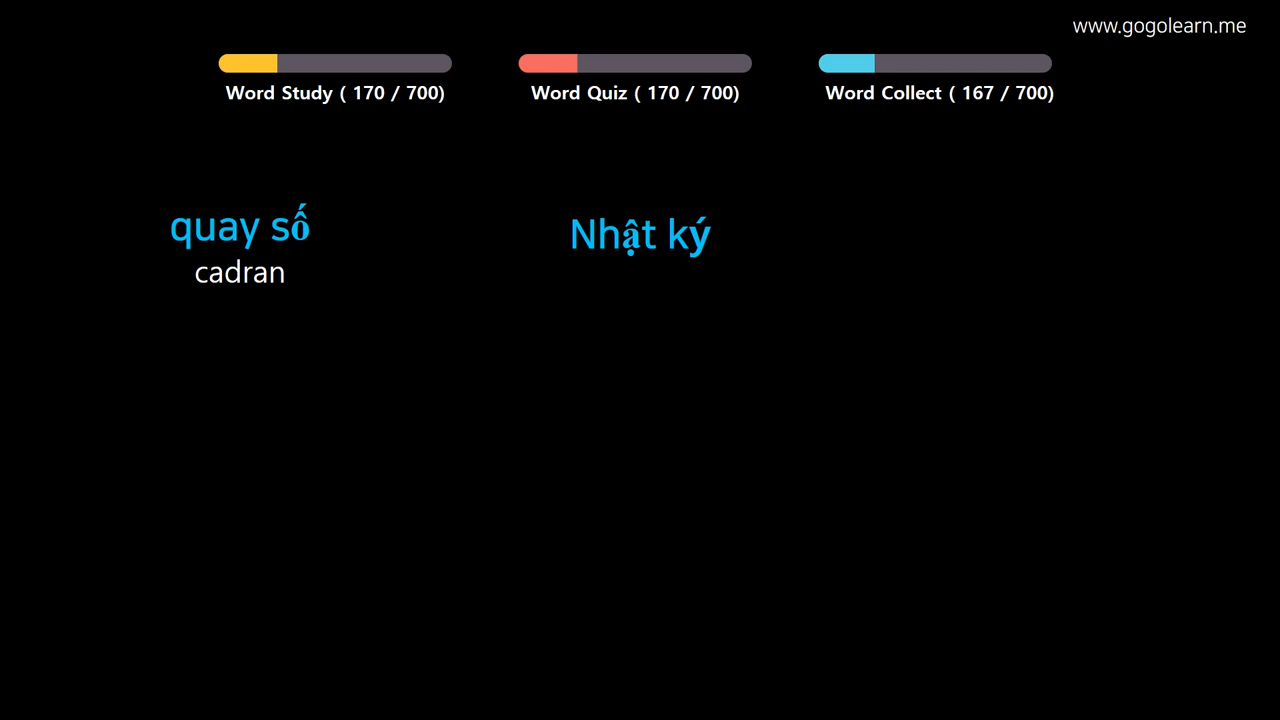 www.gogolearn.me
Word Study ( 170 / 700)
Word Quiz ( 170 / 700)
Word Collect ( 167 / 700)
quay số
cadran
Nhật ký